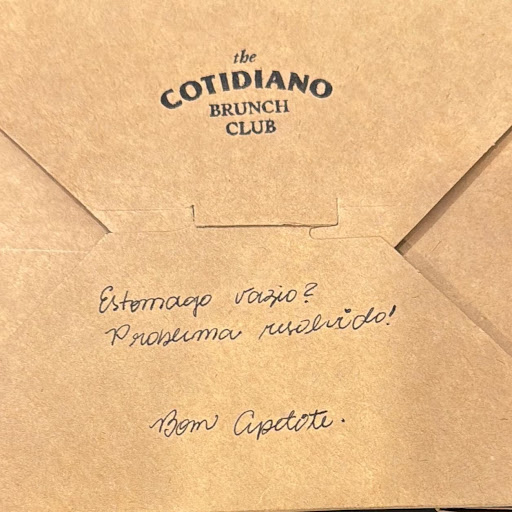 the
COTIDIANO
BRUNCH
CLUB
Estomago vazio?
Problema resolvido!
Bom Apetite.